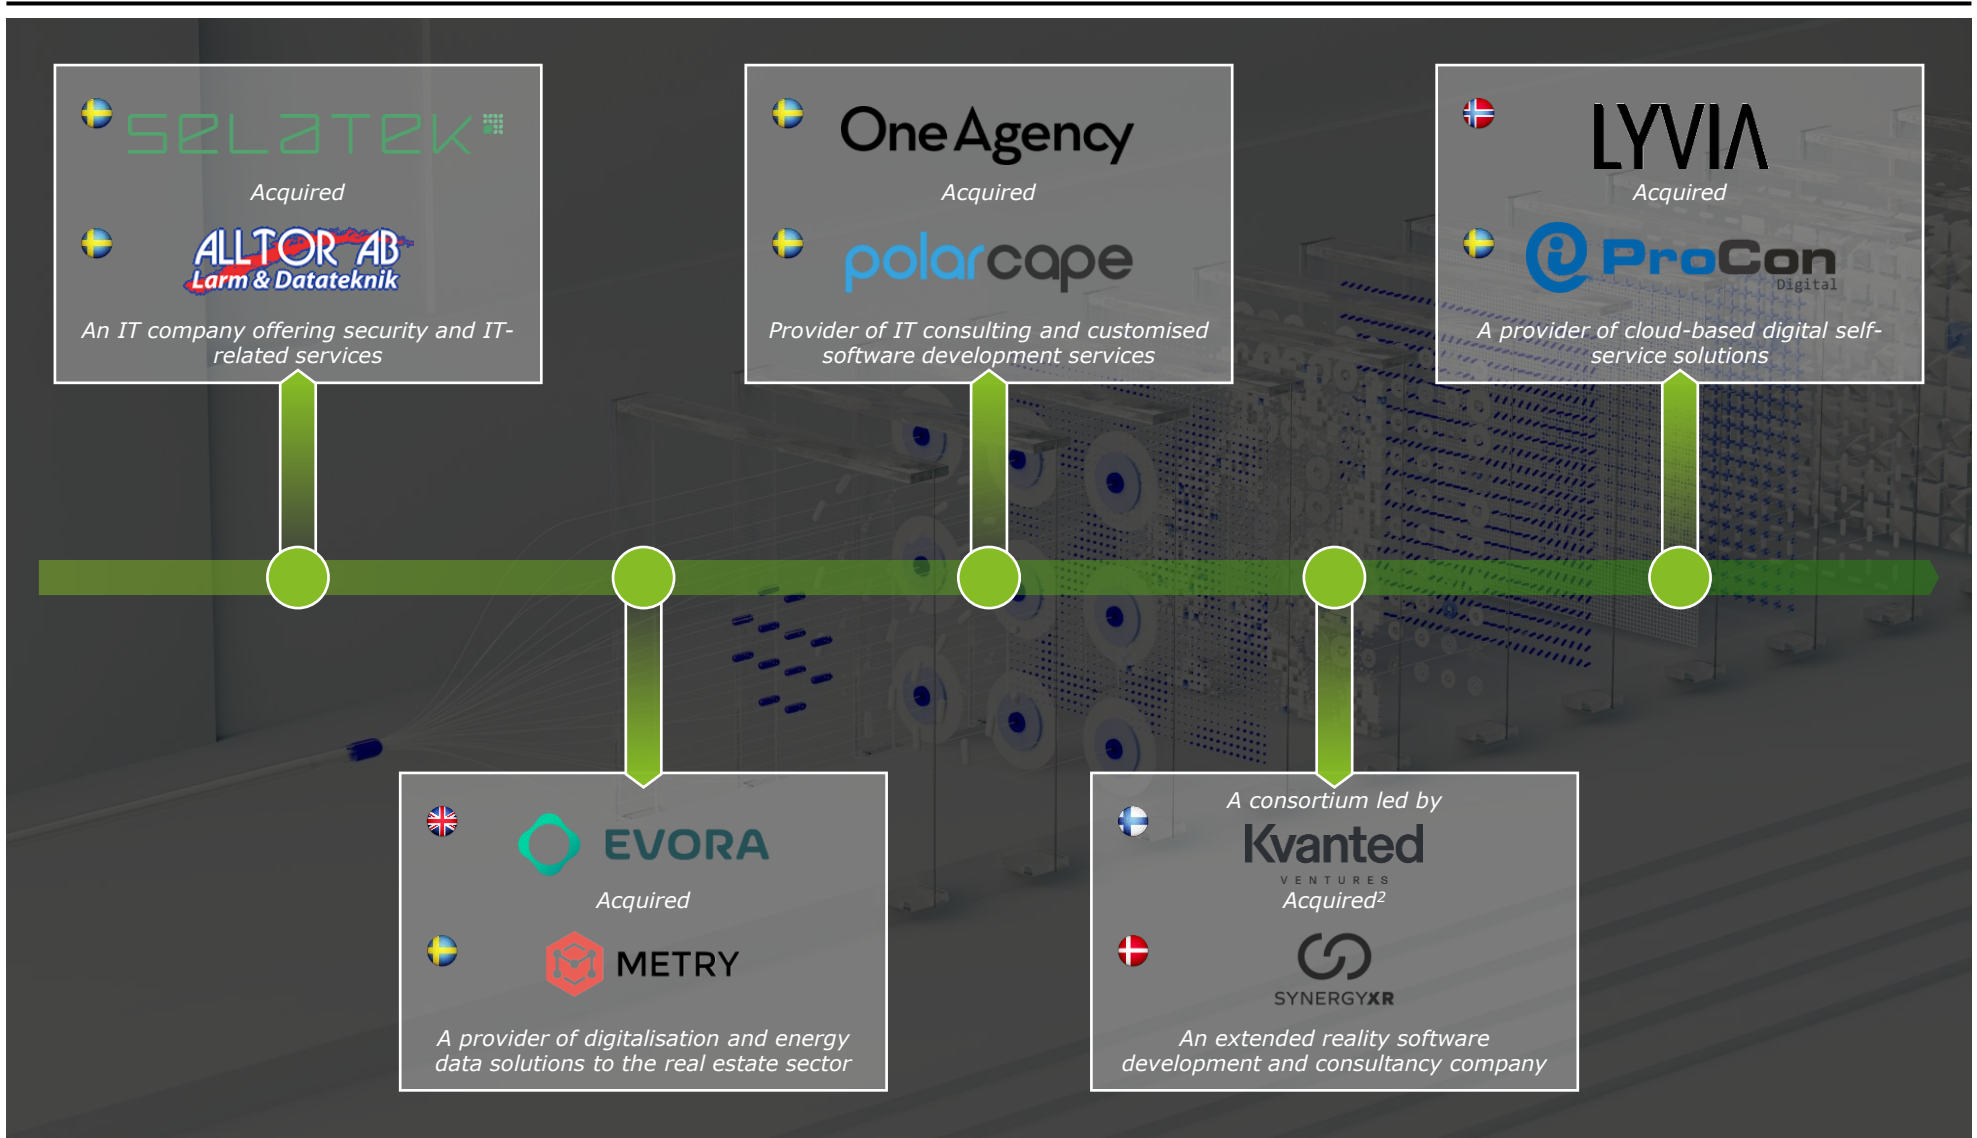 SELATEK
Acquired
ALLTOR AB
Larm & Datateknik
An IT company offering security and IT-
related services
One Agency
Acquired
polarcape
Provider of IT consulting and customised
software development services
LYVIA
Acquired
ProCon
Digital
A provider of cloud-based digital self-
service solutions
EVORA
Acquired
METRY
A provider of digitalisation and energy
data solutions to the real estate sector
A consortium led by
Kvanted
VENTURES
Acquired²
SYNERGYXR
An extended reality software
development and consultancy company